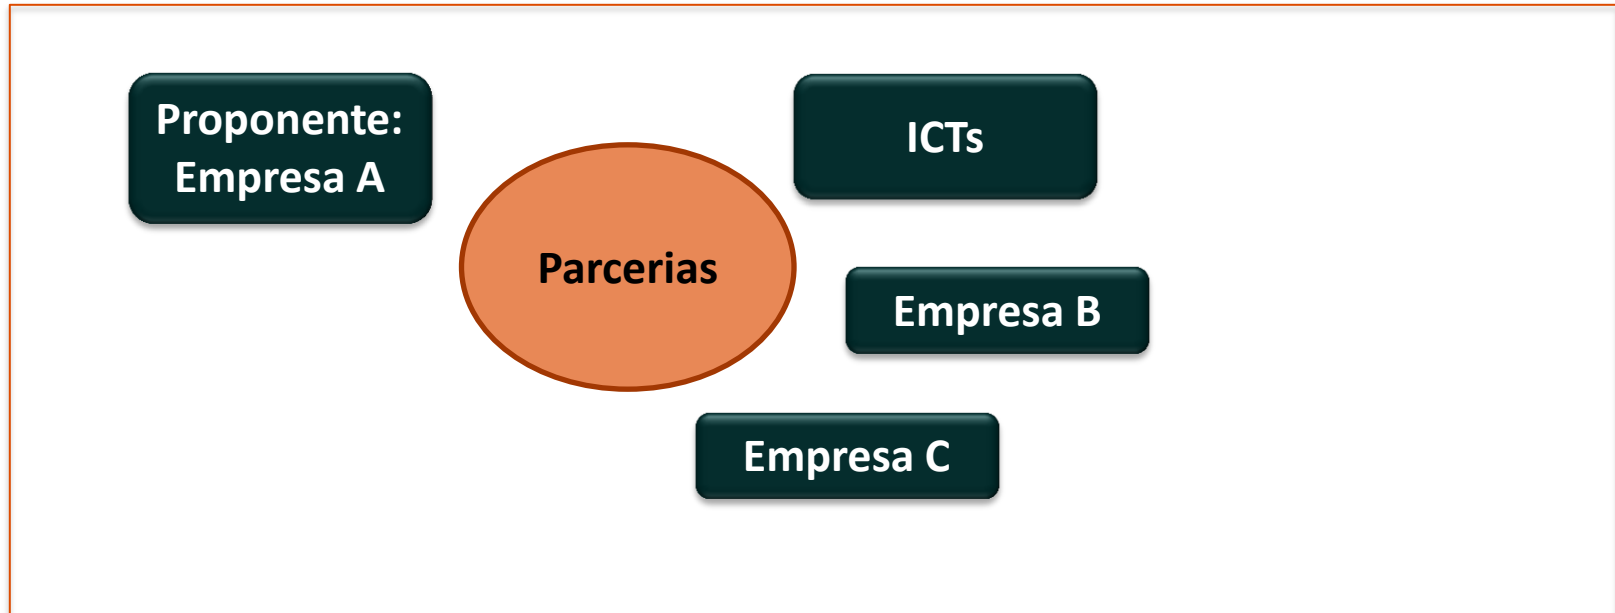 Proponente:
Empresa A
ICTs
Parcerias
Empresa B
Empresa C